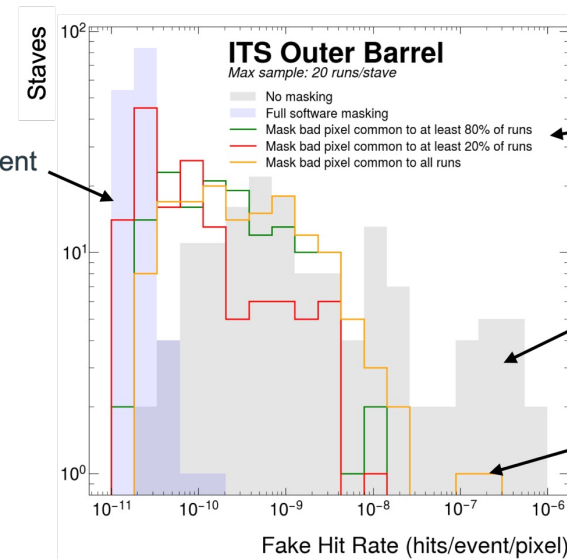 Staves
ITS Outer Barrel
Max sample: 20 runs/stave
No masking
Full software masking
Mask bad pixel common to at least 80% of runs
Mask bad pixel common to at least 20% of runs
Mask bad pixel common to all runs
ent
10²
10¹
10⁰
10⁻¹¹ 10⁻¹⁰ 10⁻⁹ 10⁻⁸ 10⁻⁷ 10⁻⁶
Fake Hit Rate (hits/event/pixel)